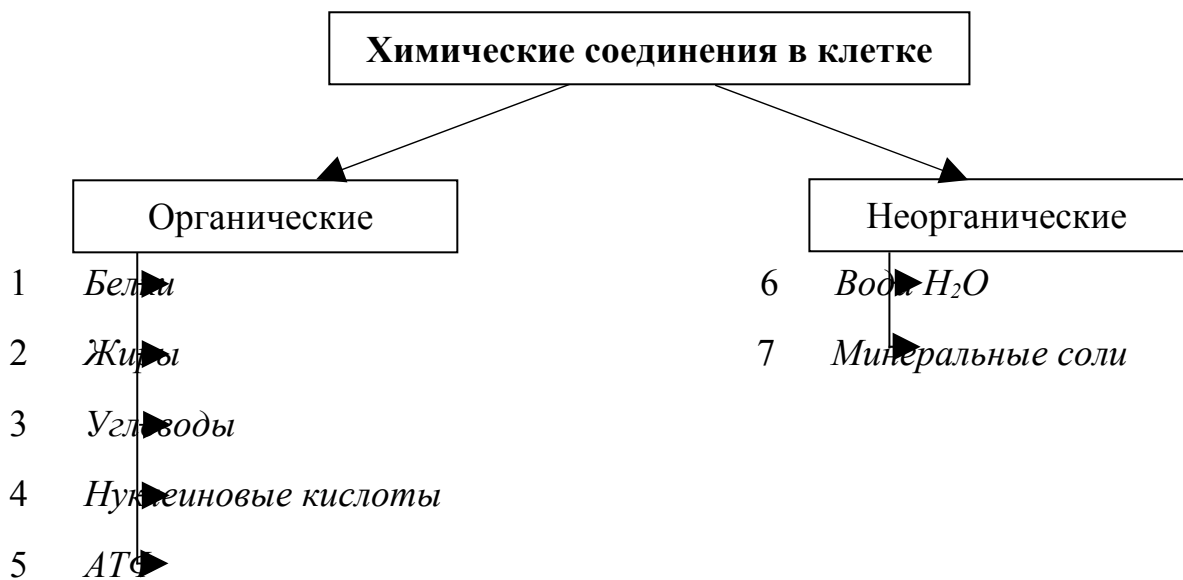 Химические соединения в клетке
Органические
Неорганические
1 Белки
2 Жиры
3 Углеводы
4 Нуклеиновые кислоты
5 АТФ
6 Вода H₂O
7 Минеральные соли